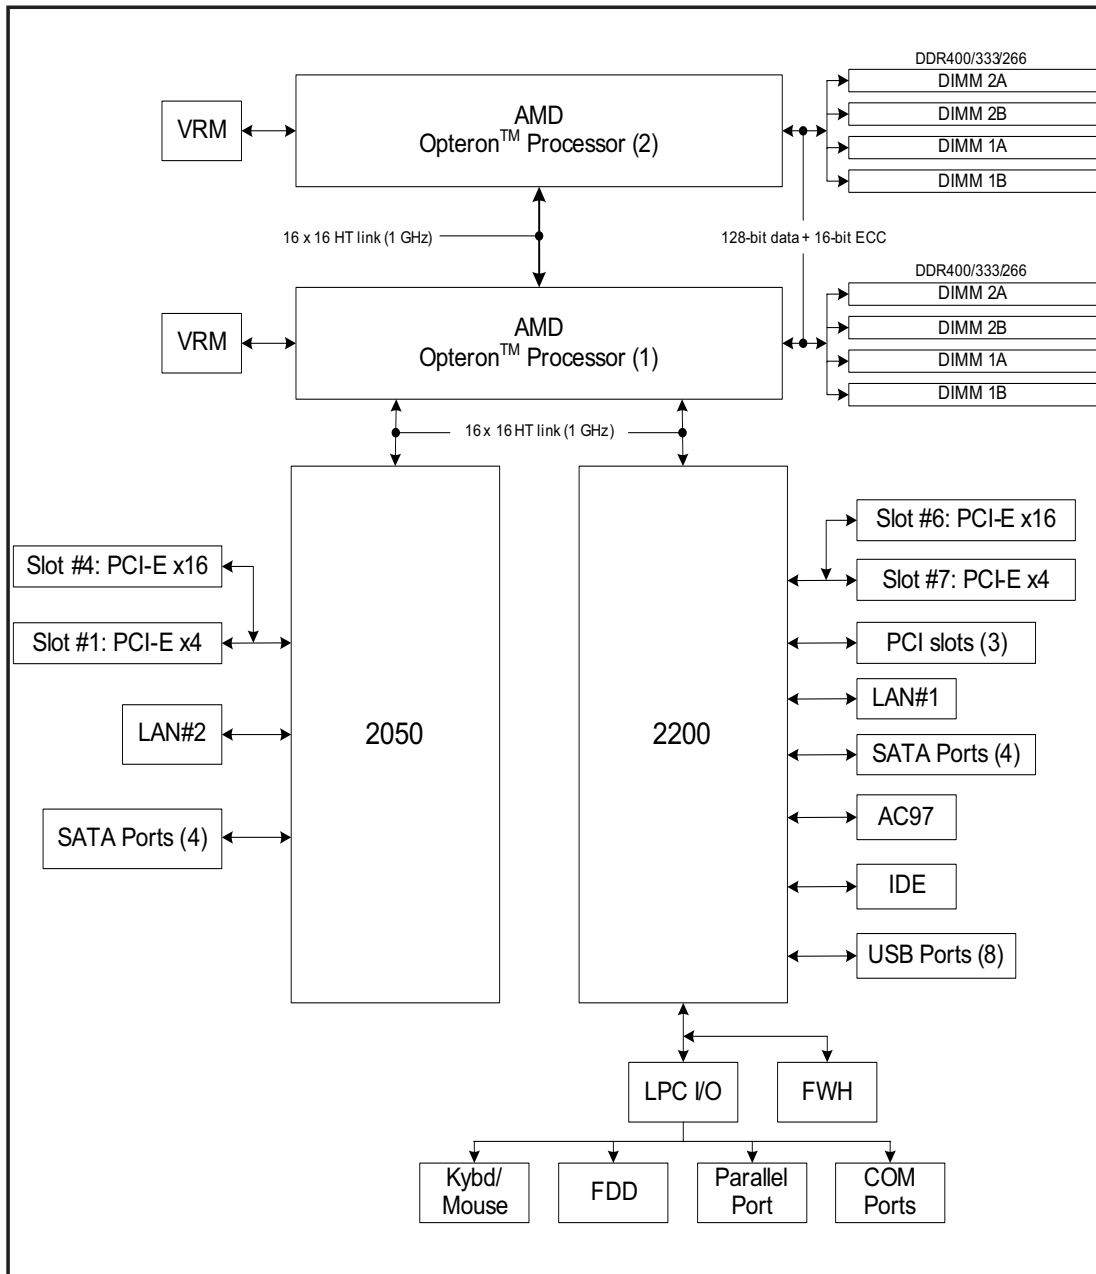 DDR400/333/266
DIMM 2A
DIMM 2B
DIMM 1A
DIMM 1B
VRM
AMD
Opteron™ Processor (2)
16 x 16 HT link (1 GHz)
128-bit data + 16-bit ECC
DDR400/333/266
DIMM 2A
DIMM 2B
DIMM 1A
DIMM 1B
VRM
AMD
Opteron™ Processor (1)
16 x 16 HT link (1 GHz)
Slot #4: PCI-E x16
Slot #1: PCI-E x4
LAN#2
SATA Ports (4)
2050
2200
Slot #6: PCI-E x16
Slot #7: PCI-E x4
PCI slots (3)
LAN#1
SATA Ports (4)
AC97
IDE
USB Ports (8)
LPC I/O
FWH
Kybd/
Mouse
FDD
Parallel
Port
COM
Ports